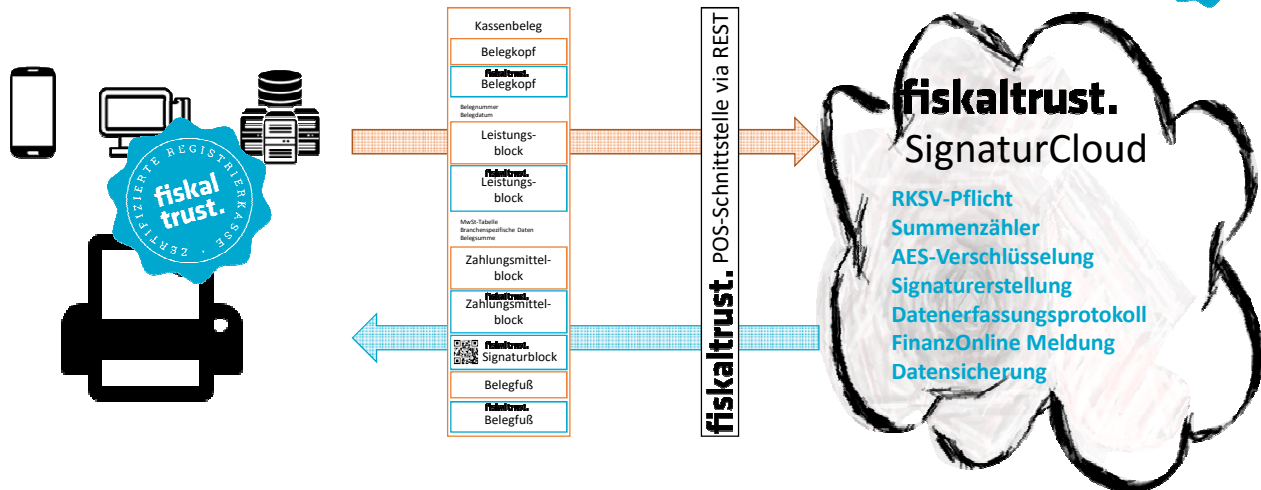 ZERTIFIZIERTE REGISTRIERKASSE
fiskal
trust.
Kassenbeleg
Belegkopf
fiskaltrust.
Belegkopf
Belegnummer
Belegdatum
Leistungs-
block
fiskaltrust.
Leistungs-
block
MwSt-Tabelle
Branchenspezifische Daten
Belegsumme
Zahlungsmittel-
block
fiskaltrust.
Zahlungsmittel-
block
fiskaltrust.
Signaturblock
Belegfuß
fiskaltrust.
Belegfuß
fiskaltrust. POS-Schnittstelle via REST
fiskaltrust.
SignaturCloud
RKSV-Pflicht
Summenzähler
AES-Verschlüsselung
Signaturerstellung
Datenerfassungsprotokoll
FinanzOnline Meldung
Datensicherung